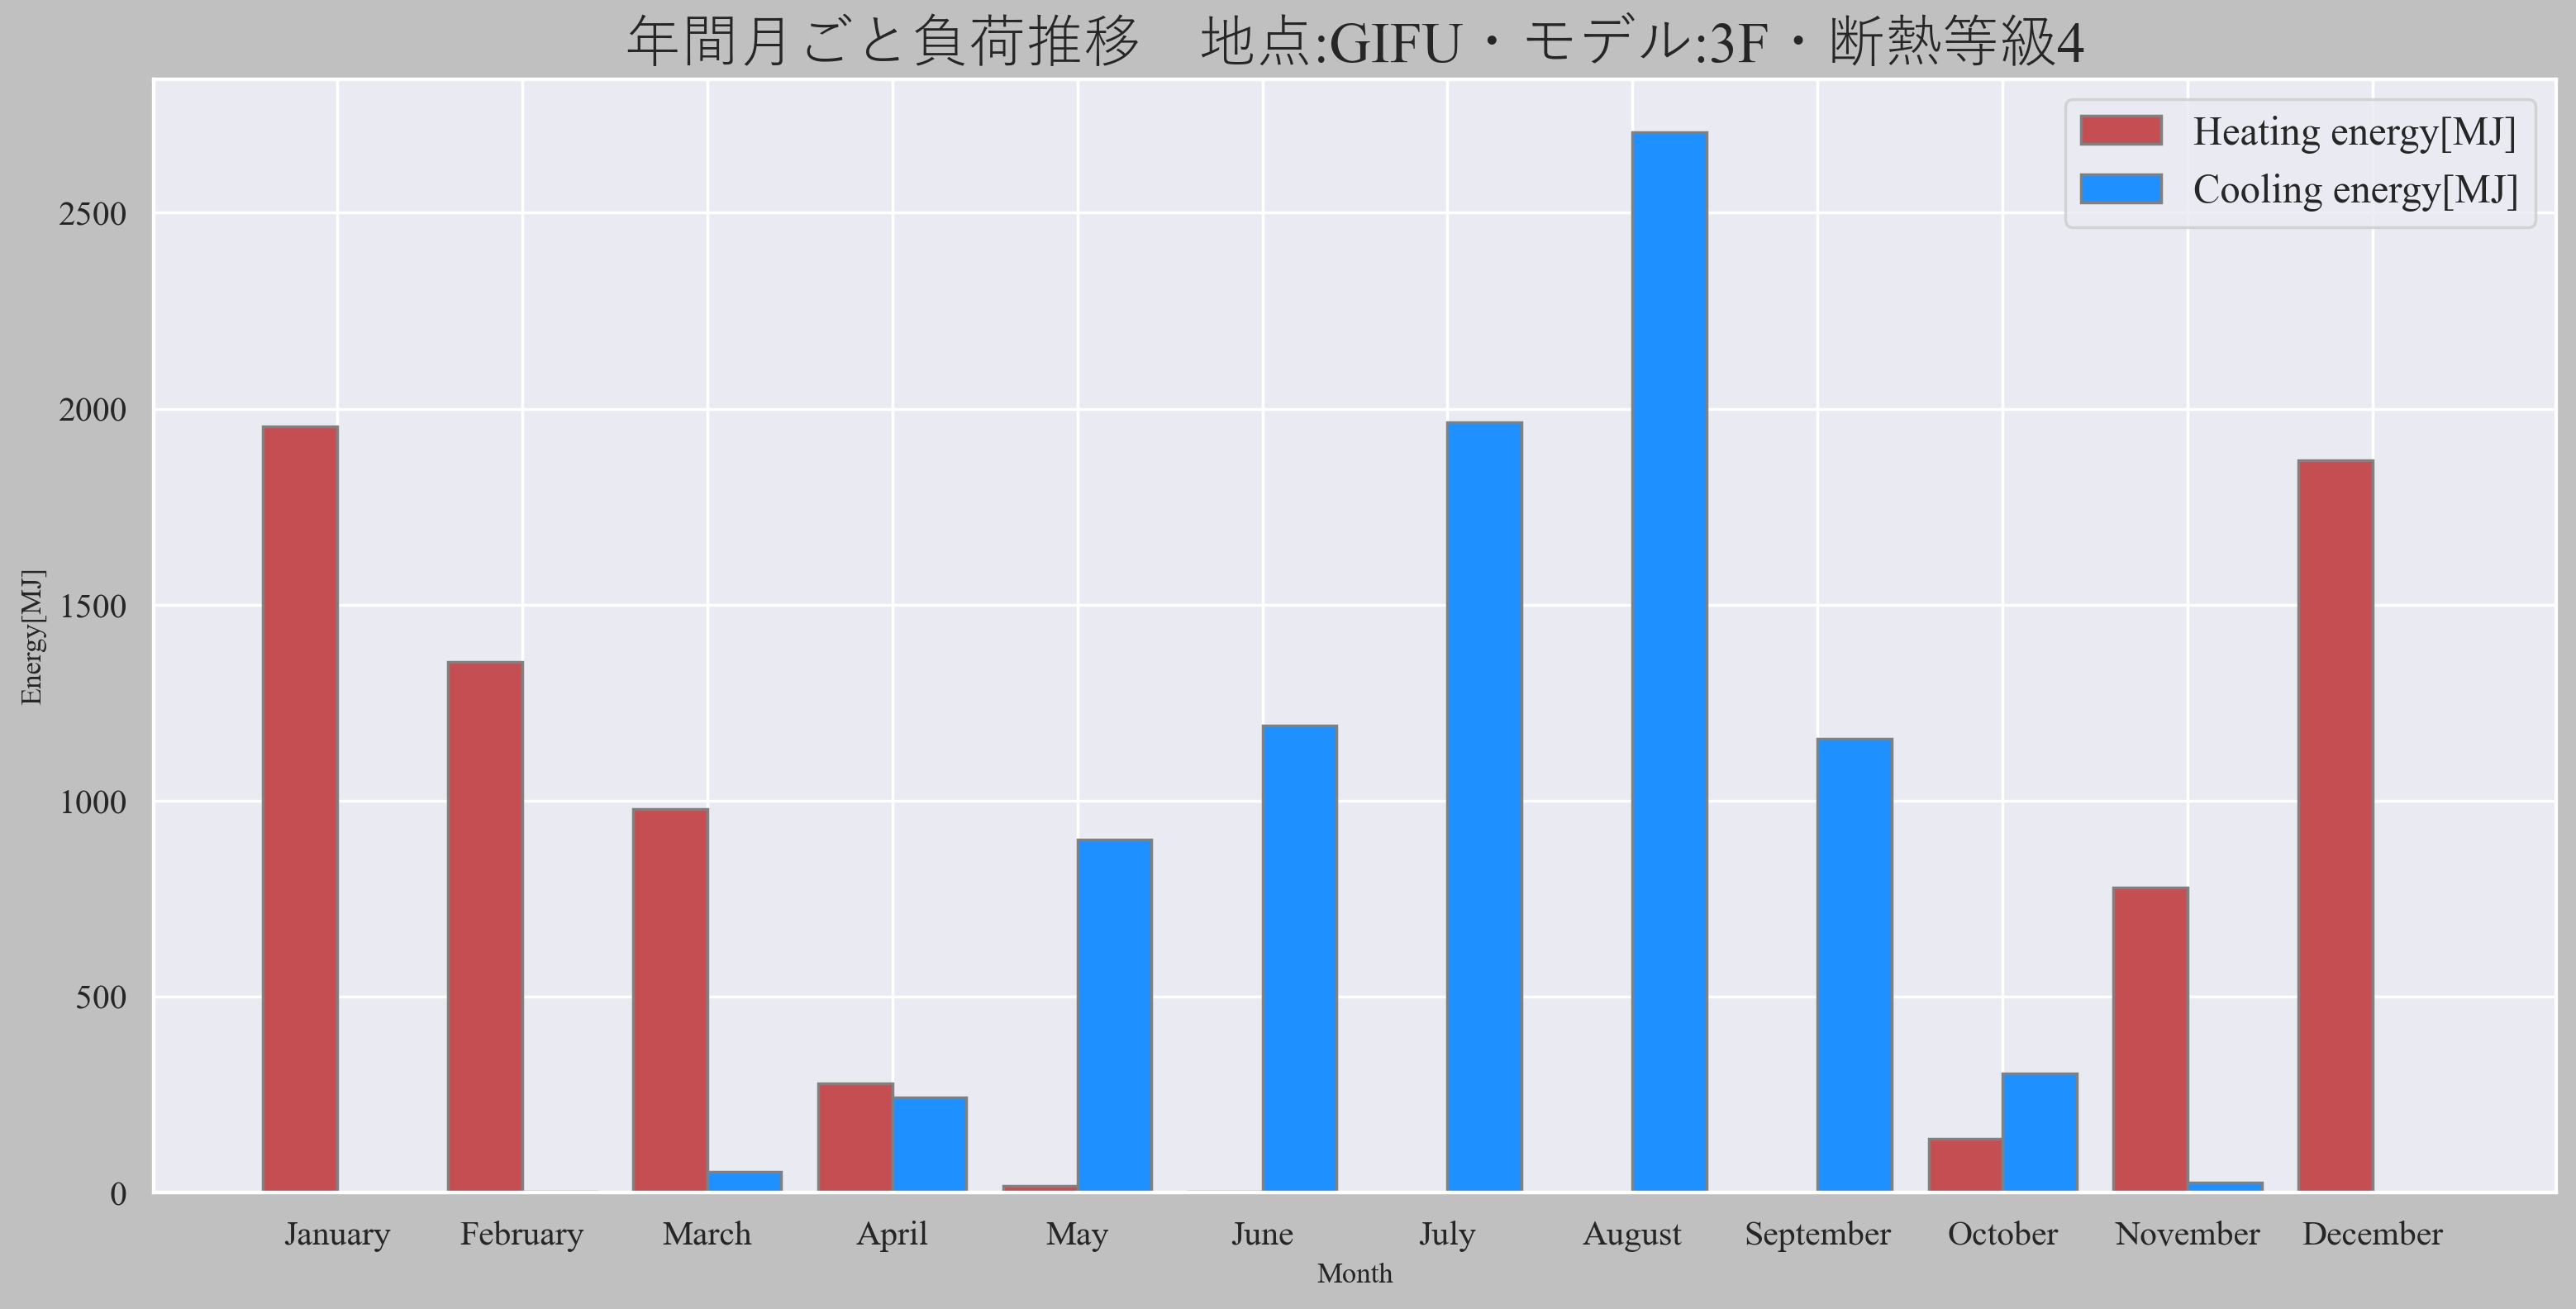 年間月ごと負荷推移　地点:GIFU・モデル:3F・断熱等級4
Heating energy[MJ]
Cooling energy[MJ]
Energy[MJ]
2500
2000
1500
1000
500
0
January February March April May June July August September October November December
Month